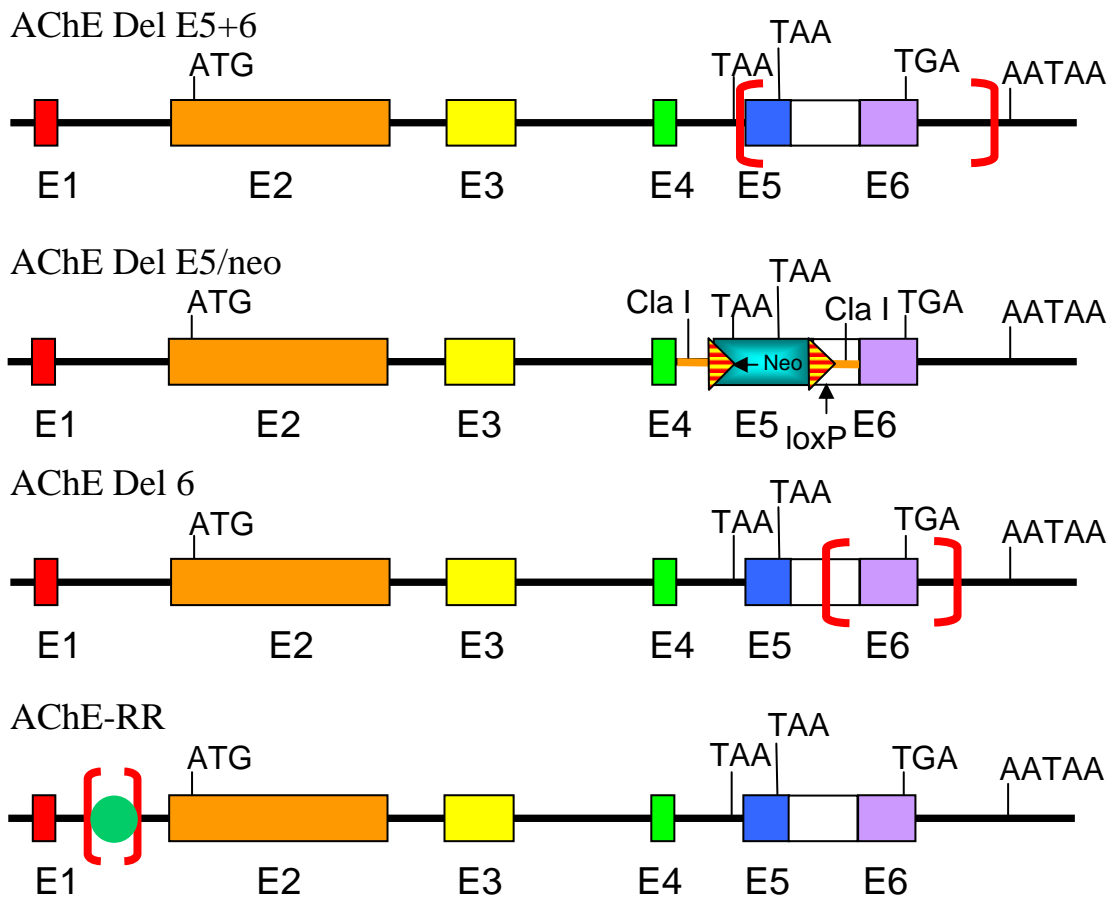 AChE Del E5+6
TAA
ATG TAA TGA AATAA
E1 E2 E3 E4 E5 E6
AChE Del E5/neo
TAA
ATG Cla I TAA Cla I TGA AATAA
Neo
E1 E2 E3 E4 E5 E6
loxP
AChE Del 6
TAA
ATG TAA TGA AATAA
E1 E2 E3 E4 E5 E6
AChE-RR
TAA
ATG TAA TGA AATAA
E1 E2 E3 E4 E5 E6